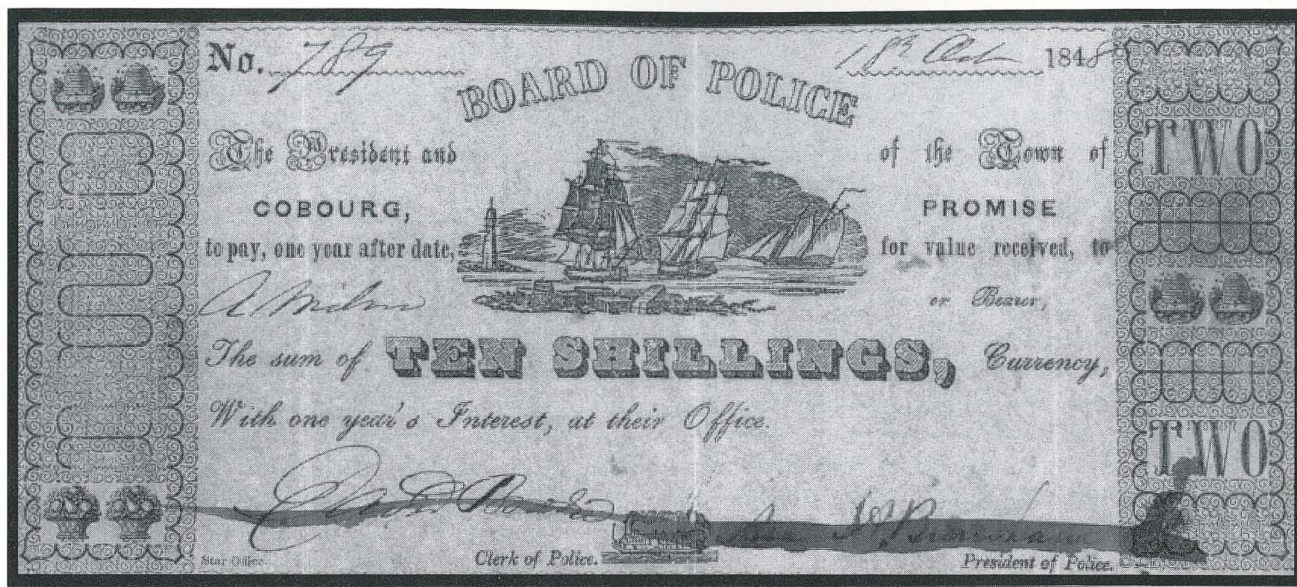 No. 789 18th Oct 1848
BOARD OF POLICE
The President and of the Town of
COBOURG, PROMISE
to pay, one year after date, for value received, to
A or Bearer,
The sum of TEN SHILLINGS, Currency,
With one year's Interest, at their Office.
Star Office. Clerk of Police. President of Police.
TWO
TWO